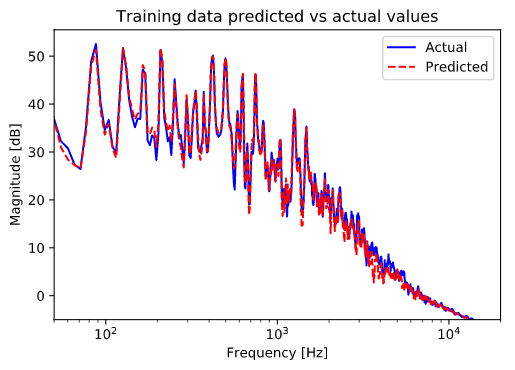 Training data predicted vs actual values
Actual
Predicted
50
40
30
20
10
0
Magnitude [dB]
10²
10³
10⁴
Frequency [Hz]